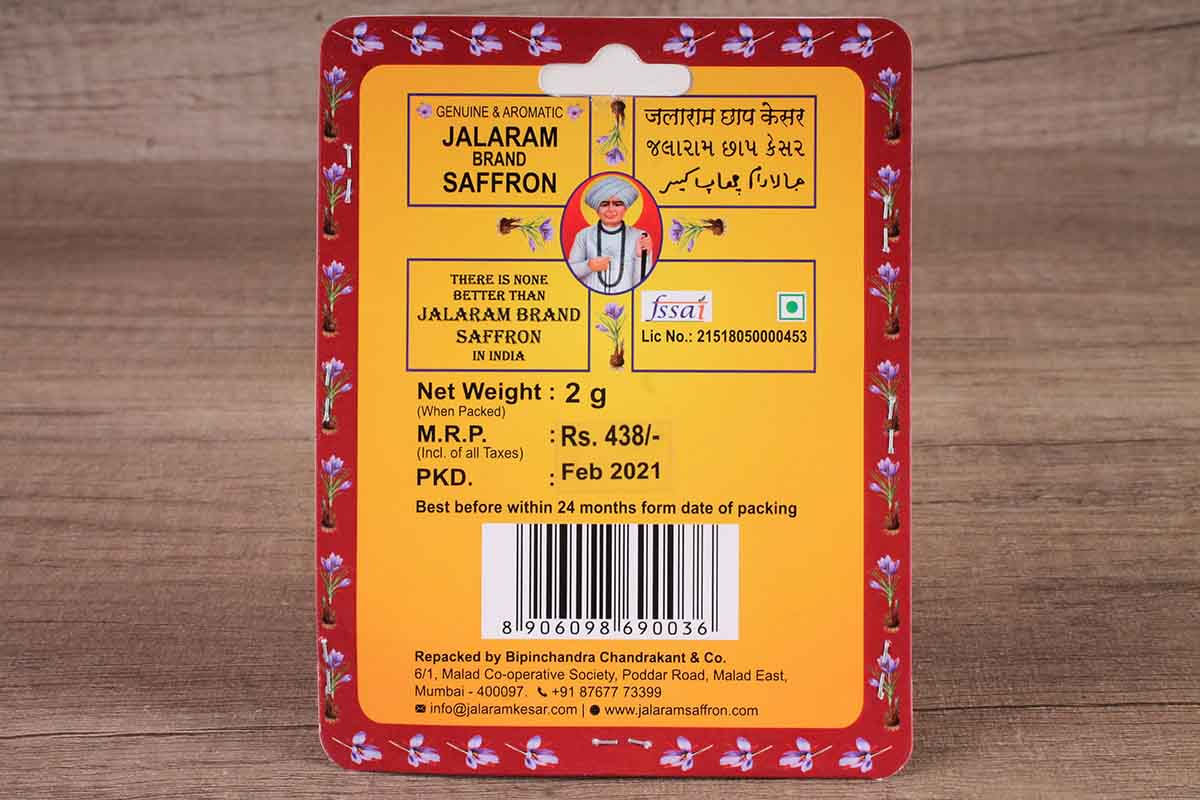 GENUINE & AROMATIC
JALARAM
BRAND
SAFFRON
जलाराम छाप केसर
જલારામ છાપ કેસર
جالارام چھاپ کیسر
THERE IS NONE
BETTER THAN
JALARAM BRAND
SAFFRON
IN INDIA
fssai
Lic No.: 21518050000453
Net Weight : 2 g
(When Packed)
M.R.P. : Rs. 438/-
(Incl. of all Taxes)
PKD. : Feb 2021
Best before within 24 months form date of packing
8 906098 690036
Repacked by Bipinchandra Chandrakant & Co.
6/1, Malad Co-operative Society, Poddar Road, Malad East,
Mumbai - 400097. +91 87677 73399
info@jalaramkesar.com | www.jalaramsaffron.com